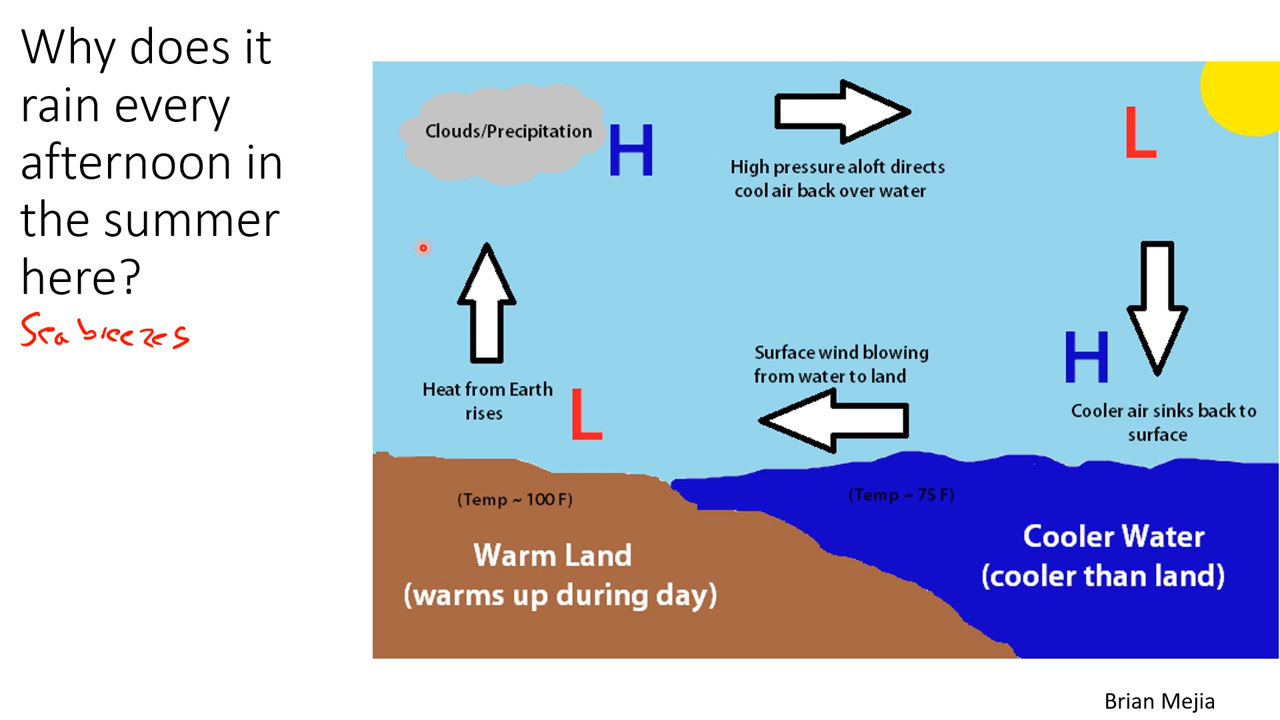 Why does it
rain every
afternoon in
the summer
here?
Sea breezes
Clouds/Precipitation
H
High pressure aloft directs
cool air back over water
L
Heat from Earth
rises
L
Surface wind blowing
from water to land
H
Cooler air sinks back to
surface
(Temp ~ 100 F)
(Temp ~ 75 F)
Warm Land
(warms up during day)
Cooler Water
(cooler than land)
Brian Mejia